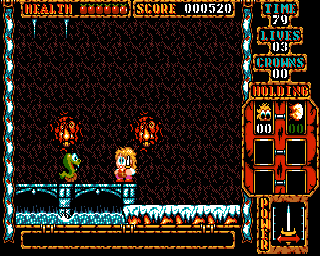 HEALTH
SCORE 000520
TIME
79
LIVES
03
CROWNS
00
HOLDING
00 00
POWER